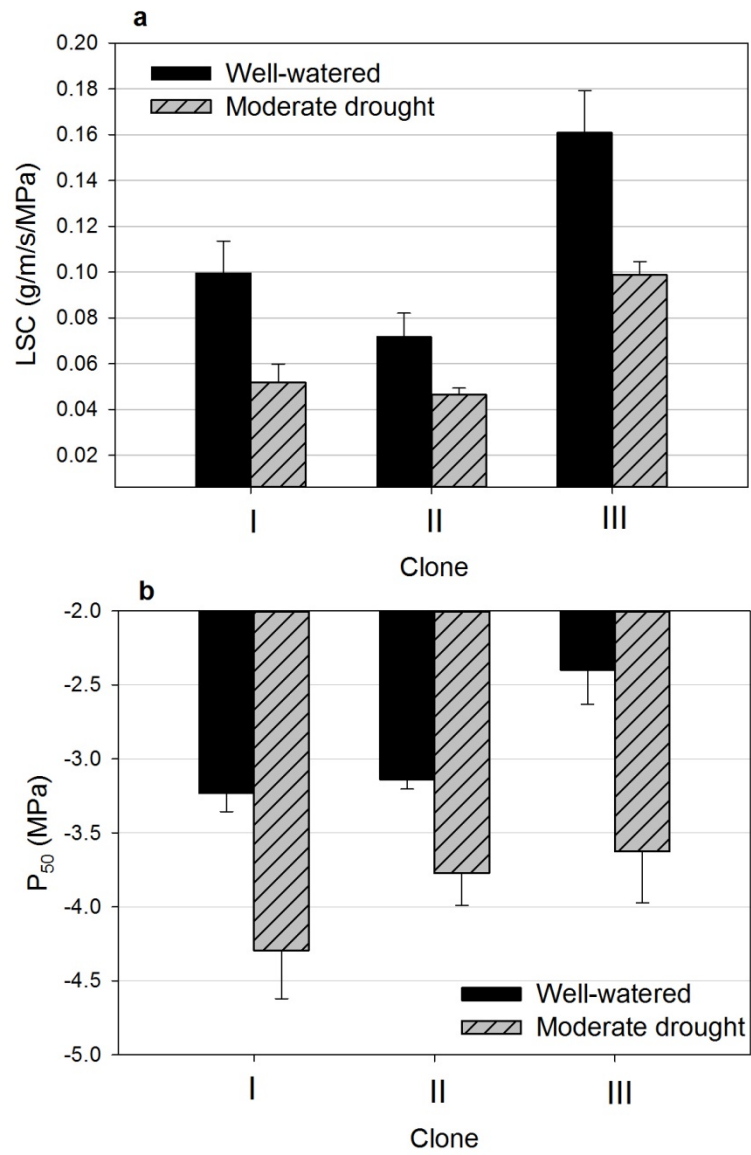 a
0.20
0.18
0.16
0.14
0.12
0.10
0.08
0.06
0.04
0.02
LSC (g/m/s/MPa)
Well-watered
Moderate drought
I II III
Clone
b
-2.0
-2.5
-3.0
-3.5
-4.0
-4.5
-5.0
P₅₀ (MPa)
Well-watered
Moderate drought
I II III
Clone